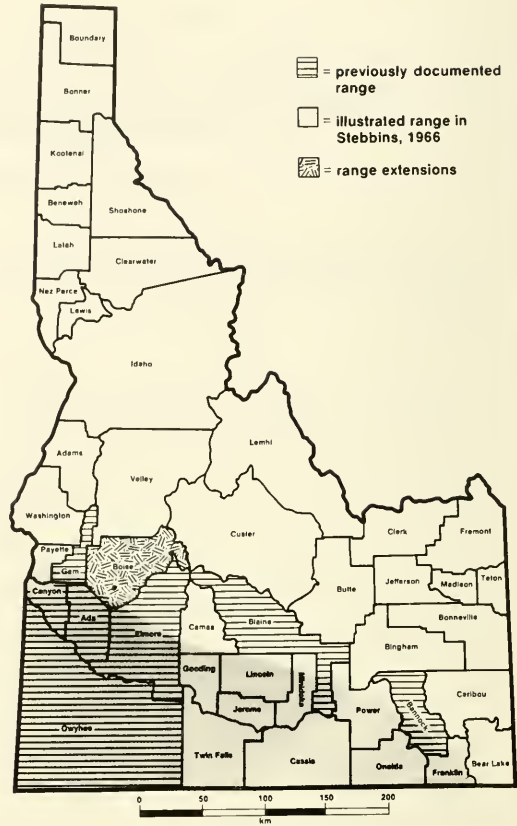 Boundary
Bonner
= previously documented
range
= illustrated range in
Stebbins, 1966
= range extensions
Kootenai
Benewah
Shoshone
Latah
Clearwater
Nez Perce
Lewis
Idaho
Lemhi
Adams
Valley
Washington
Custer
Clark
Fremont
Payette
Gem
Boise
Butte
Jefferson
Madison
Teton
Canyon
Ada
Elmore
Camas
Blaine
Bonneville
Bingham
Gooding
Lincoln
Minidoka
Jerome
Power
Bannock
Caribou
Owyhee
Twin Falls
Cassia
Oneida
Franklin
Bear Lake
0 50 100 150 200
km